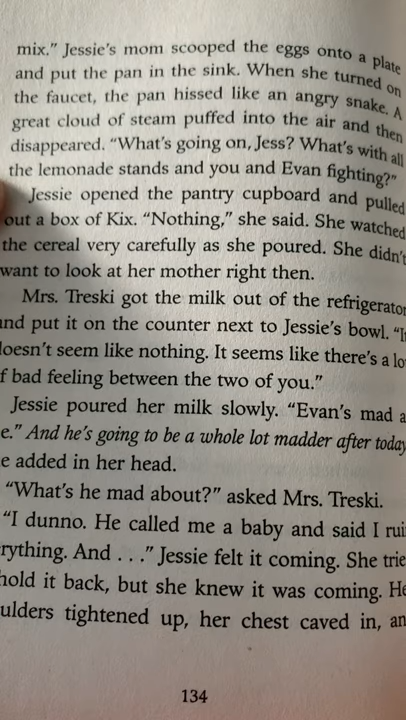 mix.” Jessie’s mom scooped the eggs onto a plate
and put the pan in the sink. When she turned on
the faucet, the pan hissed like an angry snake. A
great cloud of steam puffed into the air and then
disappeared. “What’s going on, Jess? What’s with all
the lemonade stands and you and Evan fighting?”
Jessie opened the pantry cupboard and pulled
out a box of Kix. “Nothing,” she said. She watched
the cereal very carefully as she poured. She didn’t
want to look at her mother right then.
Mrs. Treski got the milk out of the refrigerator
and put it on the counter next to Jessie’s bowl. “It
doesn’t seem like nothing. It seems like there’s a lo
f bad feeling between the two of you.”
Jessie poured her milk slowly. “Evan’s mad a
e.” And he’s going to be a whole lot madder after today
e added in her head.
“What’s he mad about?” asked Mrs. Treski.
“I dunno. He called me a baby and said I rui
rything. And . . .” Jessie felt it coming. She trie
hold it back, but she knew it was coming. He
ulders tightened up, her chest caved in, an
134